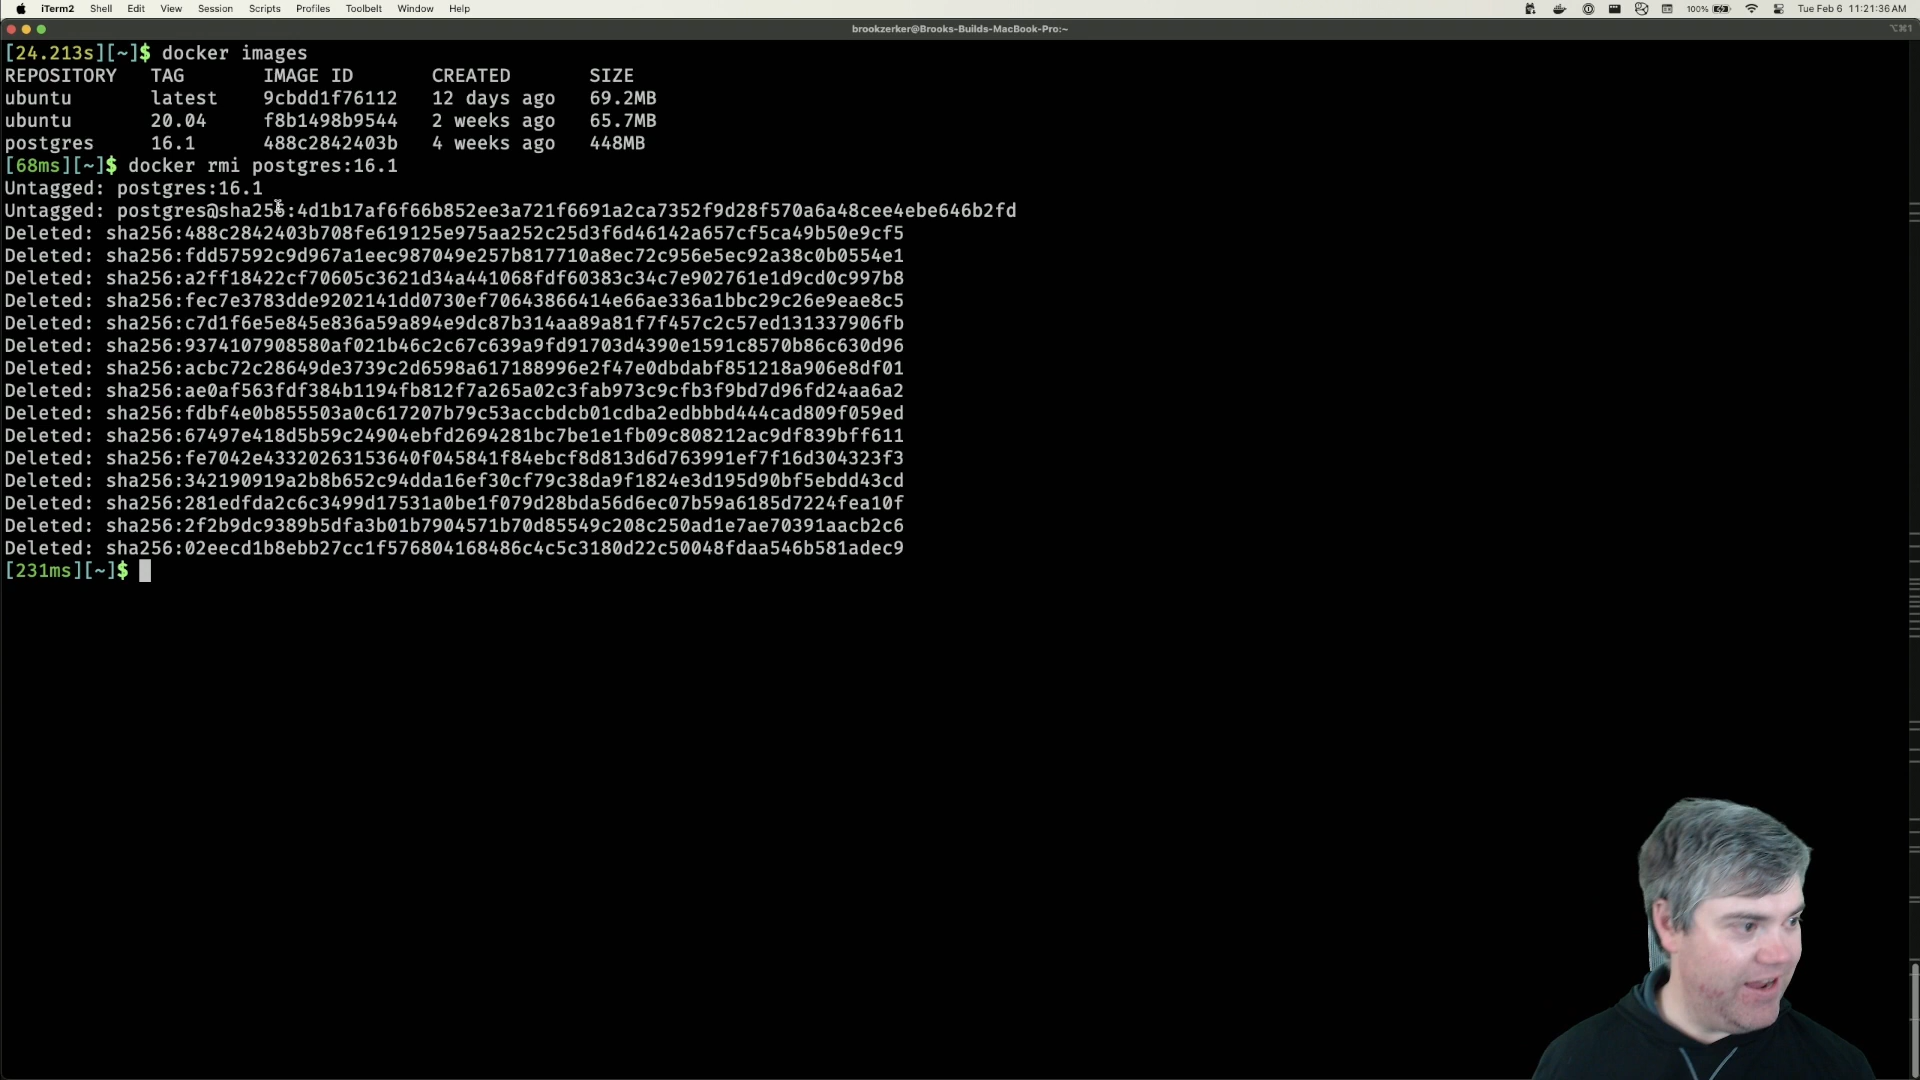 iTerm2 Shell Edit View Session Scripts Profiles Toolbelt Window Help 100% Tue Feb 6 11:21:36 AM
brookzerker@Brooks-Builds-MacBook-Pro:~ ⌥⌘1
[24.213s][~]$ docker images
REPOSITORY TAG IMAGE ID CREATED SIZE
ubuntu latest 9cbdd1f76112 12 days ago 69.2MB
ubuntu 20.04 f8b1498b9544 2 weeks ago 65.7MB
postgres 16.1 488c2842403b 4 weeks ago 448MB
[68ms][~]$ docker rmi postgres:16.1
Untagged: postgres:16.1
Untagged: postgres@sha256:4d1b17af6f66b852ee3a721f6691a2ca7352f9d28f570a6a48cee4ebe646b2fd
Deleted: sha256:488c2842403b708fe619125e975aa252c25d3f6d46142a657cf5ca49b50e9cf5
Deleted: sha256:fdd57592c9d967a1eec987049e257b817710a8ec72c956e5ec92a38c0b0554e1
Deleted: sha256:a2ff18422cf70605c3621d34a441068fdf60383c34c7e902761e1d9cd0c997b8
Deleted: sha256:fec7e3783dde9202141dd0730ef70643866414e66ae336a1bbc29c26e9eae8c5
Deleted: sha256:c7d1f6e5e845e836a59a894e9dc87b314aa89a81f7f457c2c57ed131337906fb
Deleted: sha256:9374107908580af021b46c2c67c639a9fd91703d4390e1591c8570b86c630d96
Deleted: sha256:acbc72c28649de3739c2d6598a617188996e2f47e0dbdabf851218a906e8df01
Deleted: sha256:ae0af563fdf384b1194fb812f7a265a02c3fab973c9cfb3f9bd7d96fd24aa6a2
Deleted: sha256:fdbf4e0b855503a0c617207b79c53accbdcb01cdba2edbbbd444cad809f059ed
Deleted: sha256:67497e418d5b59c24904ebfd2694281bc7be1e1fb09c808212ac9df839bff611
Deleted: sha256:fe7042e43320263153640f045841f84ebcf8d813d6d763991ef7f16d304323f3
Deleted: sha256:342190919a2b8b652c94dda16ef30cf79c38da9f1824e3d195d90bf5ebdd43cd
Deleted: sha256:281edfda2c6c3499d17531a0be1f079d28bda56d6ec07b59a6185d7224fea10f
Deleted: sha256:2f2b9dc9389b5dfa3b01b7904571b70d85549c208c250ad1e7ae70391aacb2c6
Deleted: sha256:02eecd1b8ebb27cc1f576804168486c4c5c3180d22c50048fdaa546b581adec9
[231ms][~]$